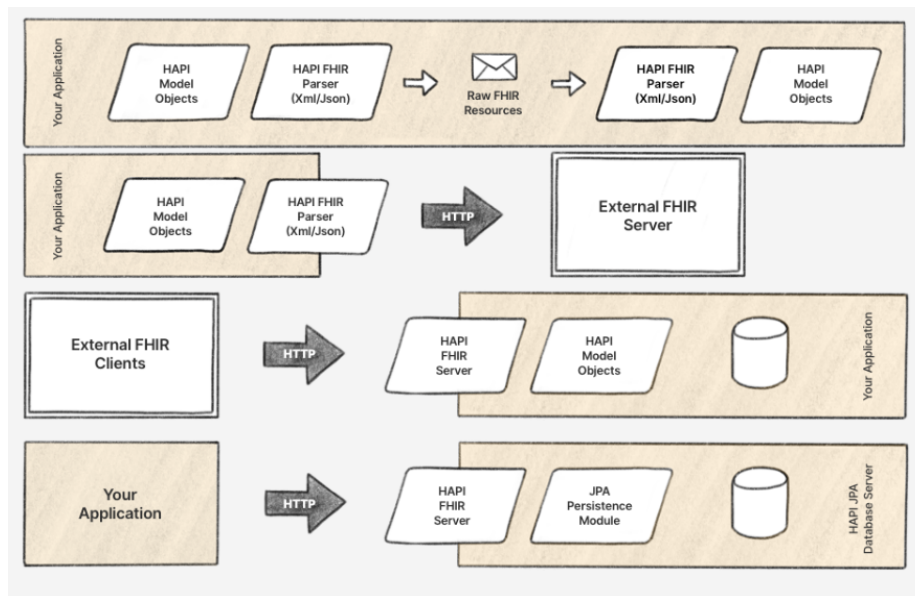 Your Application
HAPI
Model
Objects
HAPI FHIR
Parser
(Xml/Json)
Raw FHIR
Resources
HAPI FHIR
Parser
(Xml/Json)
HAPI
Model
Objects
Your Application
HAPI
Model
Objects
HAPI FHIR
Parser
(Xml/Json)
HTTP
External FHIR
Server
External FHIR
Clients
HTTP
HAPI
FHIR
Server
HAPI
Model
Objects
Your Application
Your
Application
HTTP
HAPI
FHIR
Server
JPA
Persistence
Module
HAPI JPA
Database Server